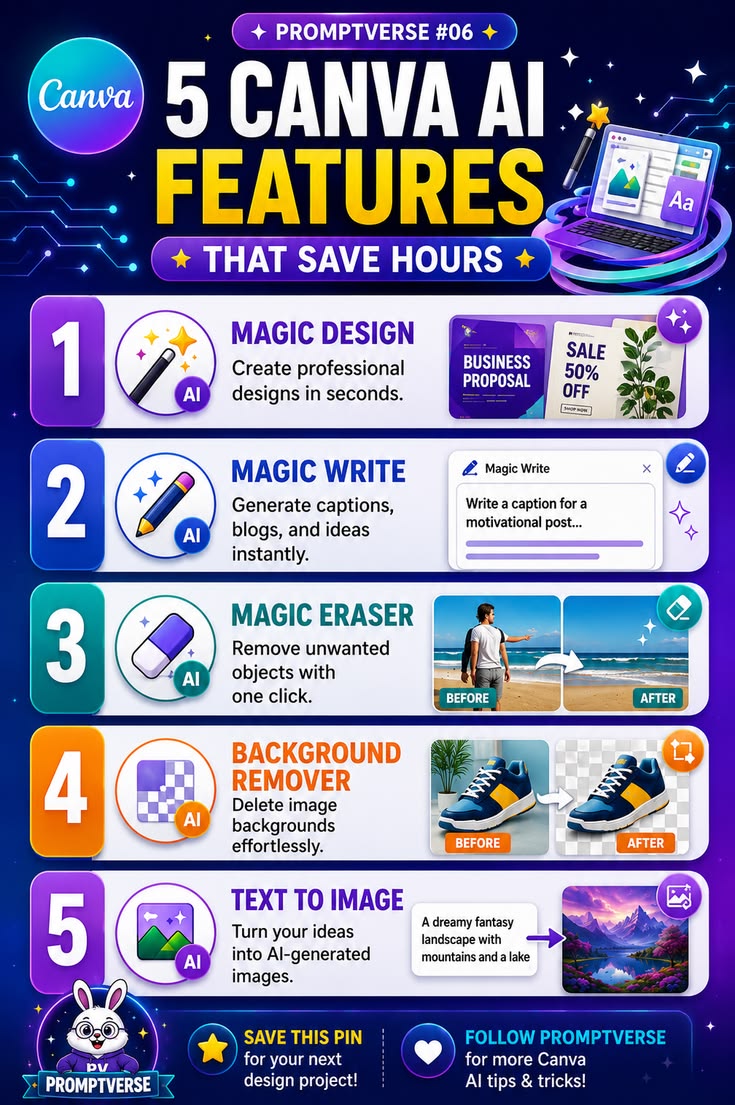 PROMPTVERSE #06
Canva
5 CANVA AI
FEATURES
THAT SAVE HOURS
Aa
1
AI
MAGIC DESIGN
Create professional
designs in seconds.
BUSINESS
PROPOSAL
SALE
50%
OFF
SHOP NOW
2
AI
MAGIC WRITE
Generate captions,
blogs, and ideas
instantly.
Magic Write
Write a caption for a
motivational post...
3
AI
MAGIC ERASER
Remove unwanted
objects with
one click.
BEFORE
AFTER
4
AI
BACKGROUND
REMOVER
Delete image
backgrounds
effortlessly.
BEFORE
AFTER
5
AI
TEXT TO IMAGE
Turn your ideas
into AI-generated
images.
A dreamy fantasy
landscape with
mountains and a lake
PV
PROMPTVERSE
SAVE THIS PIN
for your next
design project!
FOLLOW PROMPTVERSE
for more Canva
AI tips & tricks!